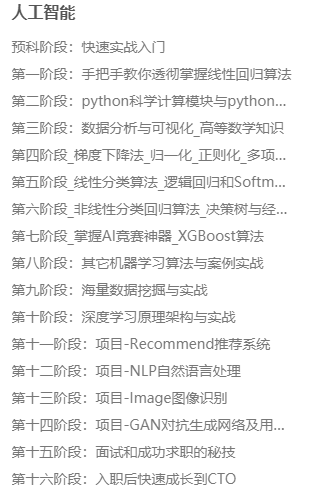 人工智能
预科阶段：快速实战入门
第一阶段：手把手教你透彻掌握线性回归算法
第二阶段：python科学计算模块与python...
第三阶段：数据分析与可视化_高等数学知识
第四阶段_梯度下降法_归一化_正则化_多项...
第五阶段_线性分类算法_逻辑回归和Softm...
第六阶段_非线性分类回归算法_决策树与经...
第七阶段_掌握AI竞赛神器_XGBoost算法
第八阶段：其它机器学习算法与案例实战
第九阶段：海量数据挖掘与实战
第十阶段：深度学习原理架构与实战
第十一阶段：项目-Recommend推荐系统
第十二阶段：项目-NLP自然语言处理
第十三阶段：项目-Image图像识别
第十四阶段：项目-GAN对抗生成网络及用...
第十五阶段：面试和成功求职的秘技
第十六阶段：入职后快速成长到CTO